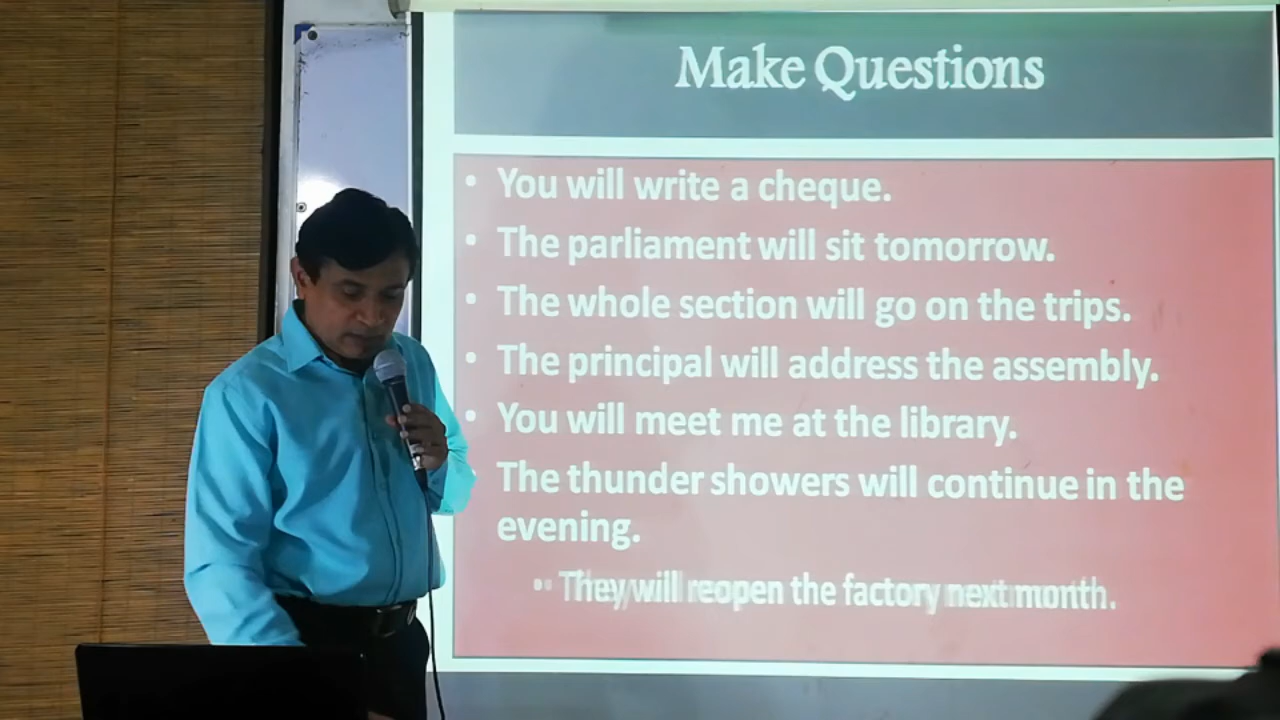 Make Questions
• You will write a cheque.
• The parliament will sit tomorrow.
• The whole section will go on the trips.
• The principal will address the assembly.
• You will meet me at the library.
• The thunder showers will continue in the
evening.
• They will reopen the factory next month.